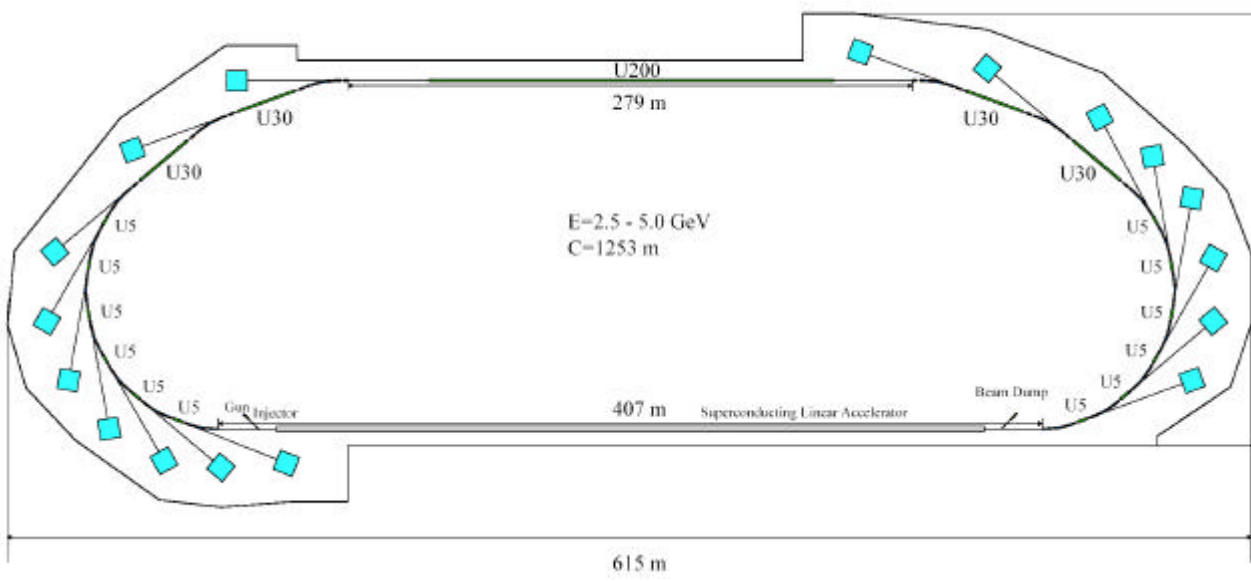 U200
279 m
U30
U30
U30
U30
E=2.5 - 5.0 GeV
C=1253 m
U5
U5
U5
U5
U5
U5
U5
U5
U5
U5
U5
U5
407 m
Gun
Injector
Superconducting Linear Accelerator
Beam Dump
615 m